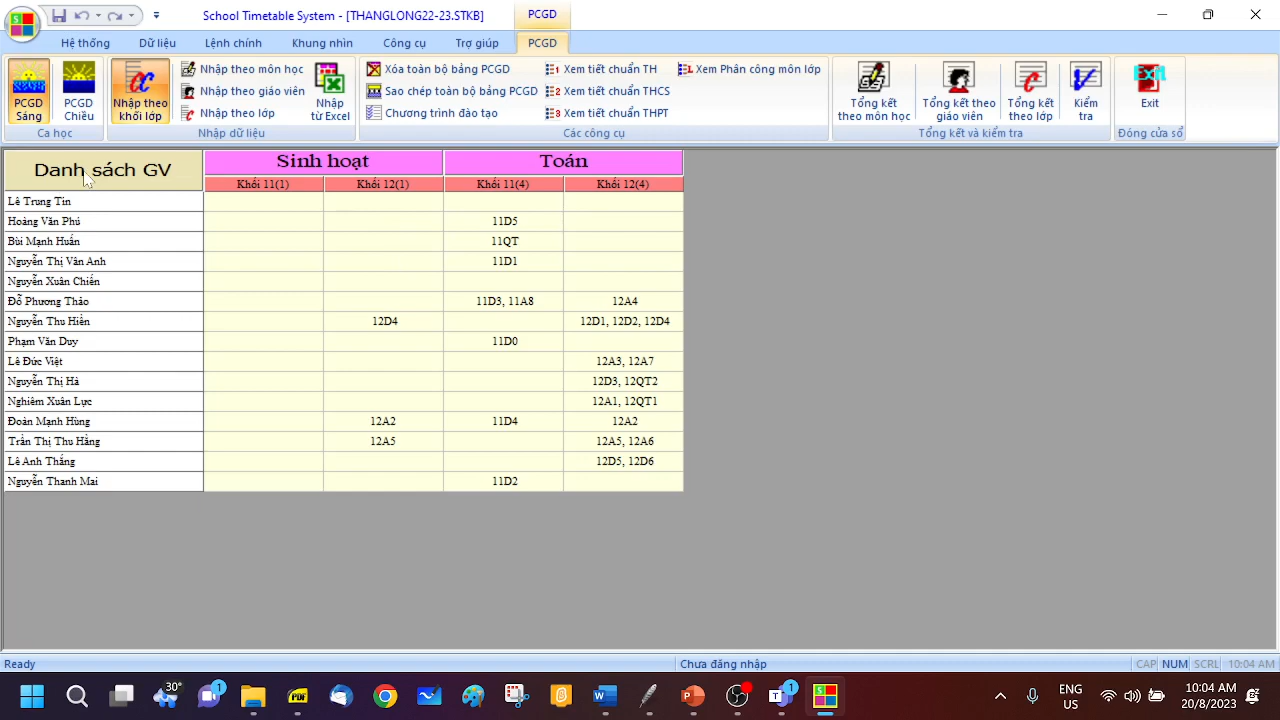 School Timetable System - [THANGLONG22-23.STKB]
PCGD
Hệ thống Dữ liệu Lệnh chính Khung nhìn Công cụ Trợ giúp PCGD
PCGD Sáng
PCGD Chiều
Ca học
Nhập theo khối lớp
Nhập theo môn học
Nhập theo giáo viên
Nhập theo lớp
Nhập từ Excel
Nhập dữ liệu
Xóa toàn bộ bảng PCGD
Sao chép toàn bộ bảng PCGD
Chương trình đào tạo
Xem tiết chuẩn TH
Xem tiết chuẩn THCS
Xem tiết chuẩn THPT
Xem Phân công môn lớp
Các công cụ
Tổng kết theo môn học
Tổng kết theo giáo viên
Tổng kết theo lớp
Kiểm tra
Tổng kết và kiểm tra
Exit
Đóng cửa sổ
Danh sách GV Sinh hoạt Toán
Khối 11(1) Khối 12(1) Khối 11(4) Khối 12(4)
Lê Trung Tín
Hoàng Văn Phú 11D5
Bùi Mạnh Huấn 11QT
Nguyễn Thị Vân Anh 11D1
Nguyễn Xuân Chiến
Đỗ Phương Thảo 11D3, 11A8 12A4
Nguyễn Thu Hiền 12D4 12D1, 12D2, 12D4
Phạm Văn Duy 11D0
Lê Đức Việt 12A3, 12A7
Nguyễn Thị Hà 12D3, 12QT2
Nghiêm Xuân Lực 12A1, 12QT1
Đoàn Mạnh Hùng 12A2 11D4 12A2
Trần Thị Thu Hằng 12A5 12A5, 12A6
Lê Anh Thắng 12D5, 12D6
Nguyễn Thanh Mai 11D2
Ready Chưa đăng nhập CAP NUM SCRL 10:04 AM
30° 1 1 ENG US 10:04 AM 20/8/2023